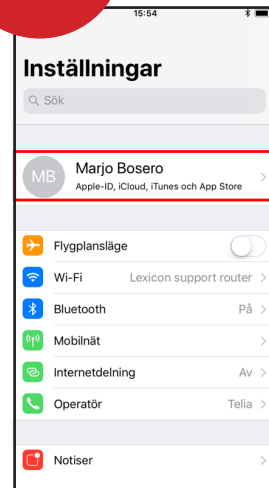 15:54
Inställningar
Sök
MB
Marjo Bosero
Apple-ID, iCloud, iTunes och App Store
Flygplansläge
Wi-Fi Lexicon support router
Bluetooth På
Mobilnät
Internetdelning Av
Operatör Telia
Notiser